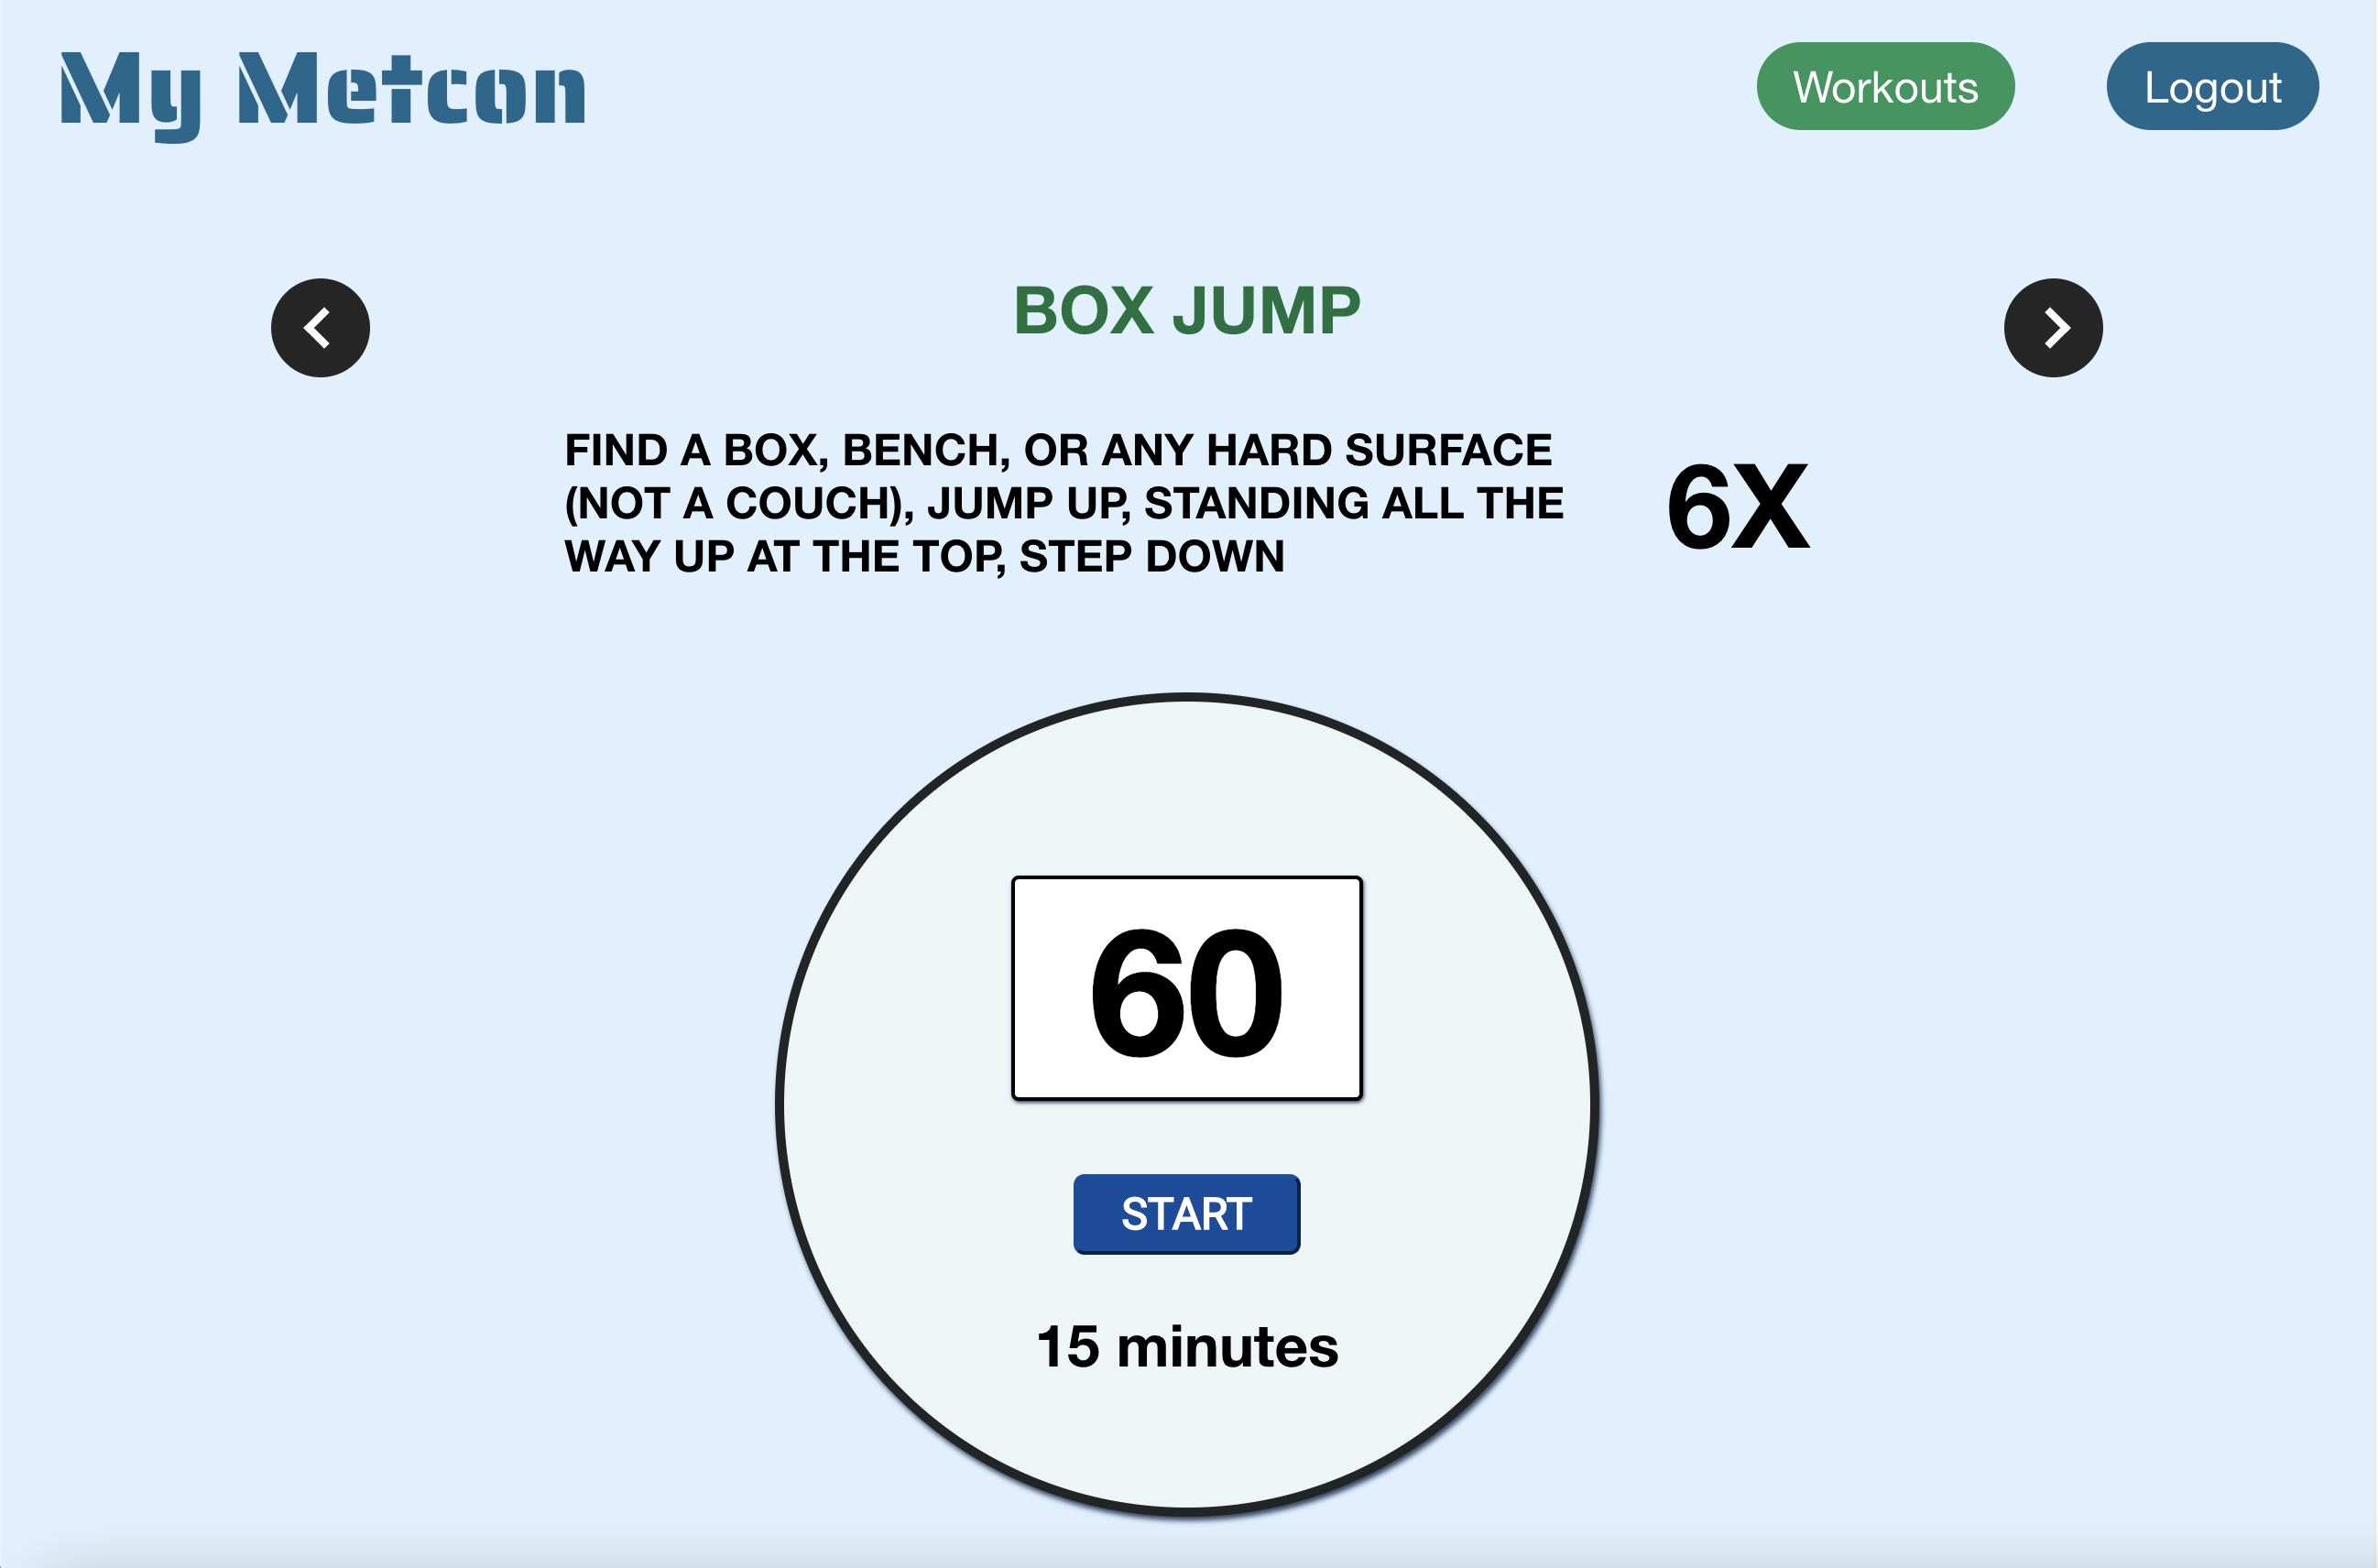 My Metcon
Workouts
Logout
BOX JUMP
FIND A BOX, BENCH, OR ANY HARD SURFACE
(NOT A COUCH), JUMP UP, STANDING ALL THE
WAY UP AT THE TOP, STEP DOWN
6X
60
START
15 minutes